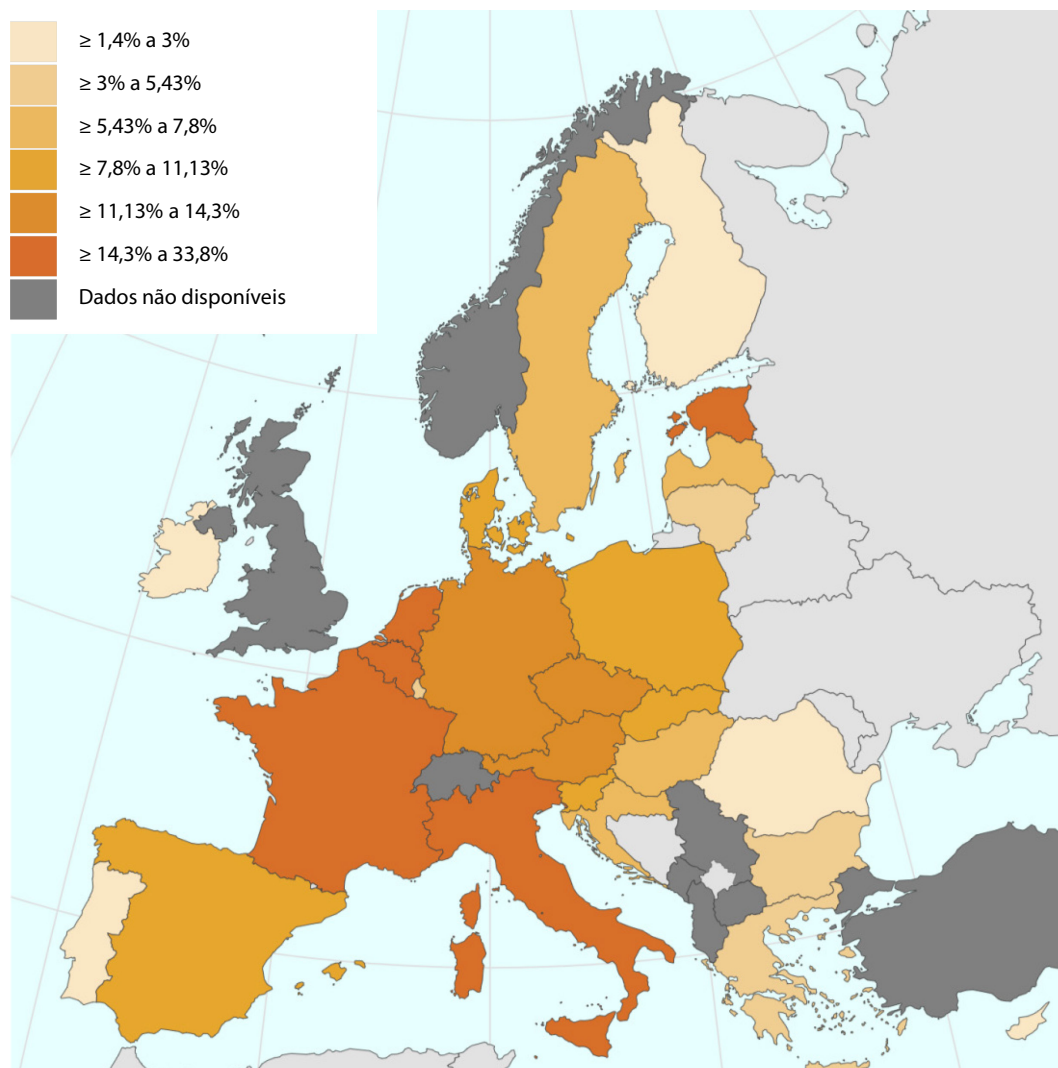 ≥ 1,4% a 3%
≥ 3% a 5,43%
≥ 5,43% a 7,8%
≥ 7,8% a 11,13%
≥ 11,13% a 14,3%
≥ 14,3% a 33,8%
Dados não disponíveis